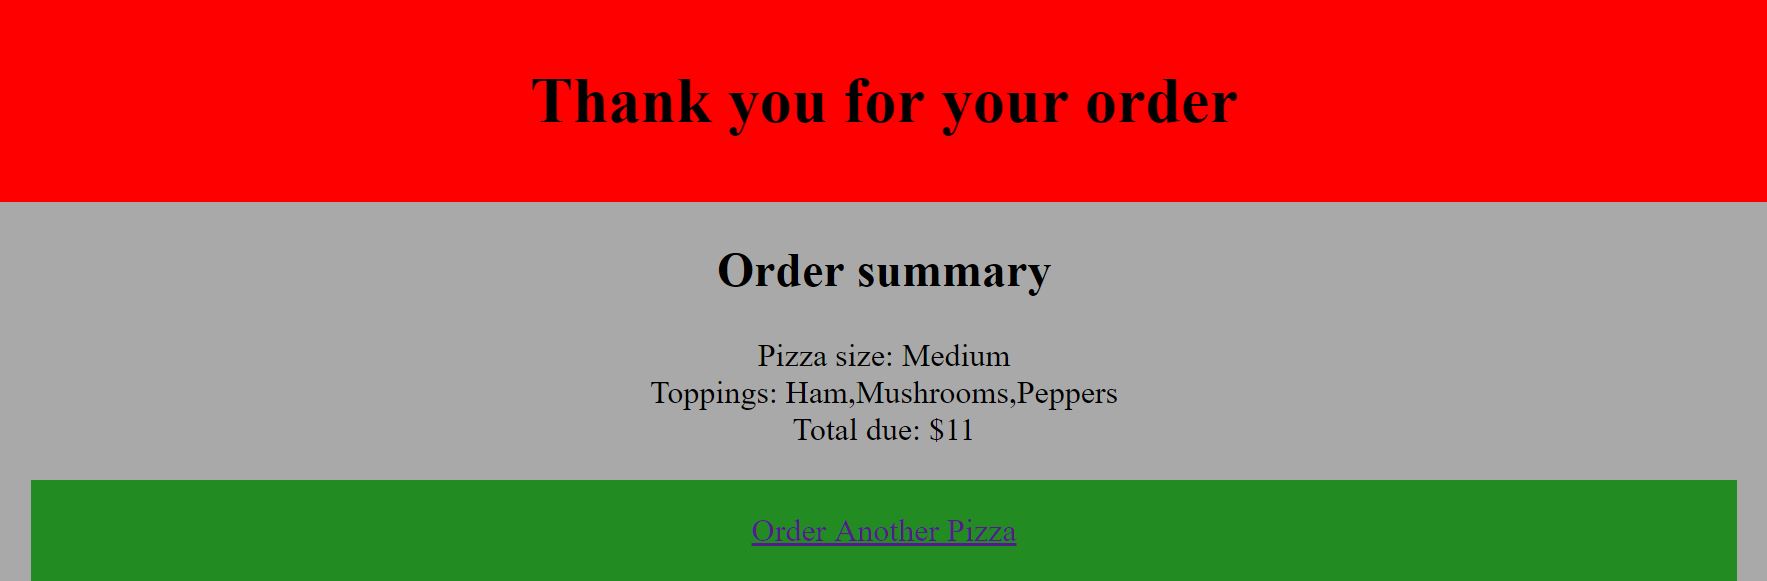 Thank you for your order
Order summary
Pizza size: Medium
Toppings: Ham,Mushrooms,Peppers
Total due: $11
Order Another Pizza